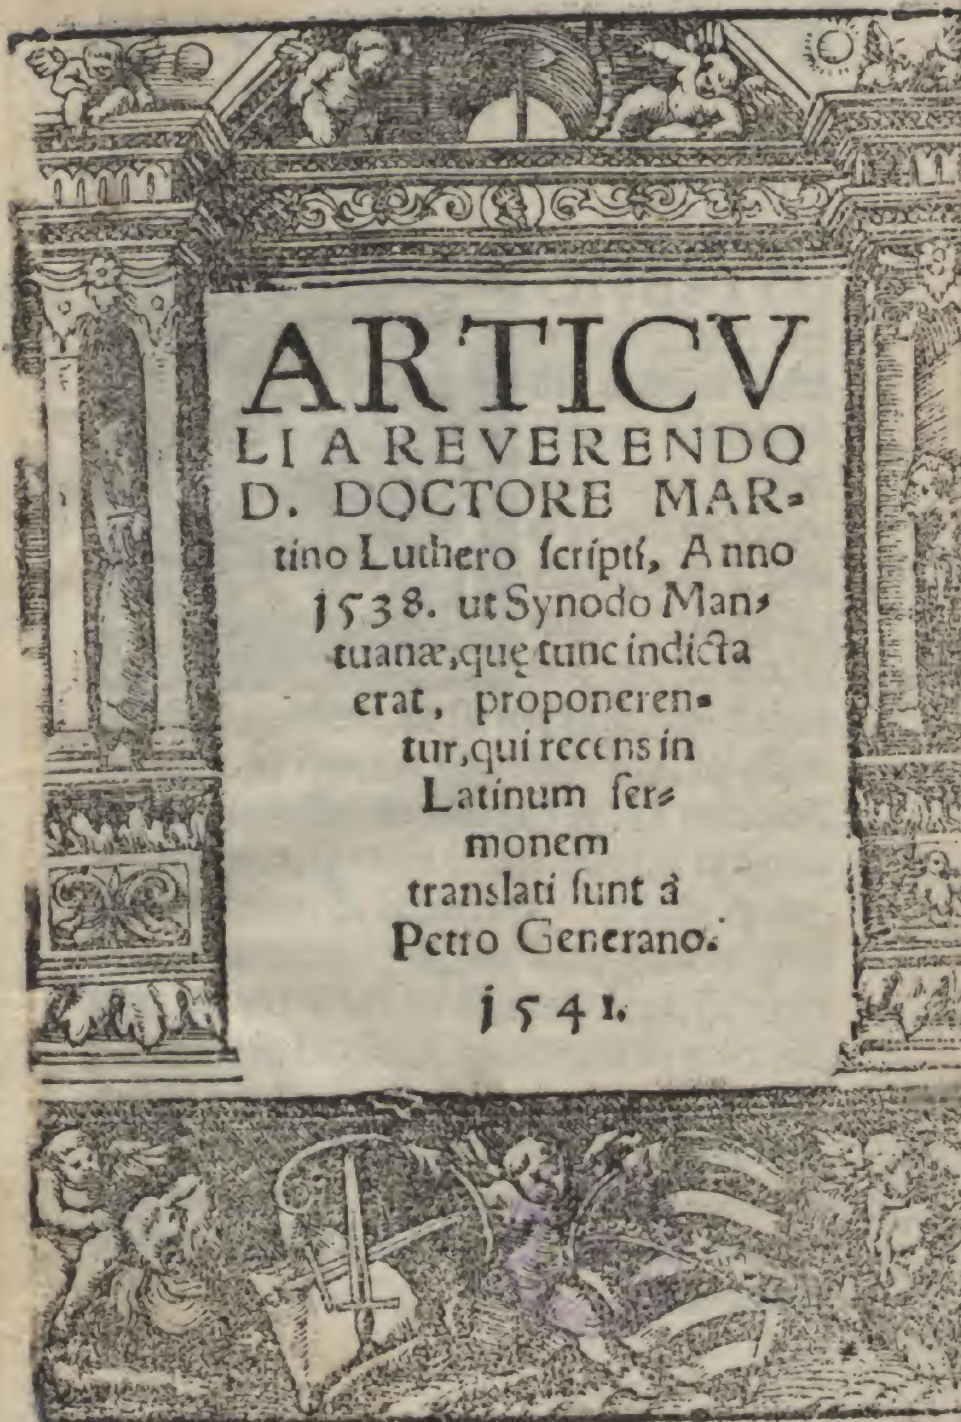 ARTICV
LI A REVERENDO
D. DOCTORE MAR⸗
tino Luthero ſcripti, Anno
1538. ut Synodo Man⸗
tuanæ, quę tunc indicta
erat, proponeren⸗
tur, qui recens in
Latinum ſer⸗
monem
translati ſunt à
Petro Generano.
1541.